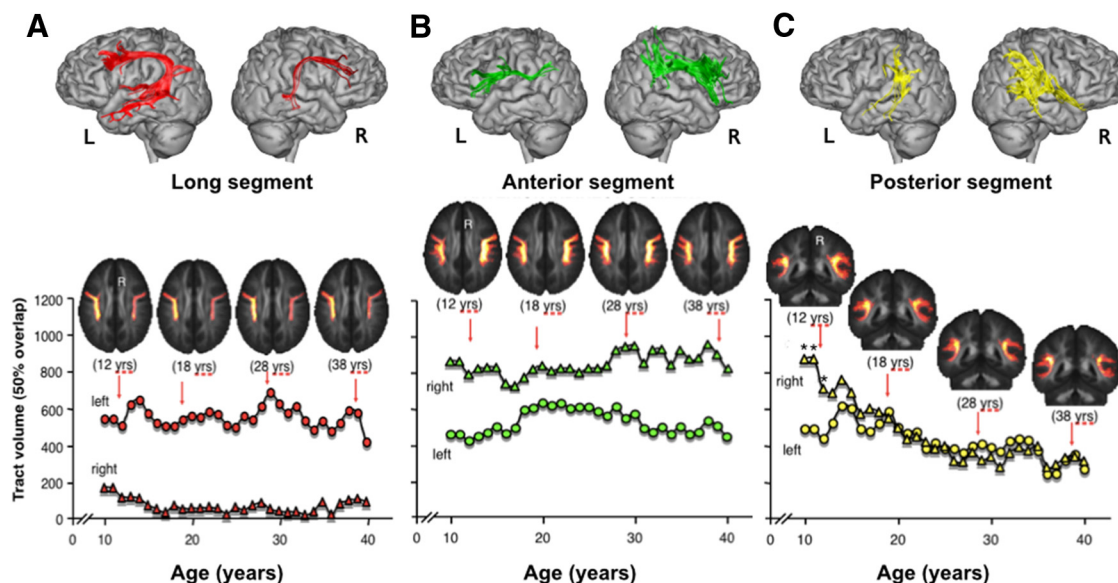 A
B
C
L
R
L
R
L
R
Long segment
Anterior segment
Posterior segment
R
R
R
(12 yrs)
(18 yrs)
(28 yrs)
(38 yrs)
(12 yrs)
(18 yrs)
(28 yrs)
(38 yrs)
(12 yrs)
(18 yrs)
(28 yrs)
(38 yrs)
Tract volume (50% overlap)
1200
1000
800
600
400
200
0
left
right
right
left
* *
*
right
left
0
10
20
30
40
0
10
20
30
40
0
10
20
30
40
Age (years)
Age (years)
Age (years)